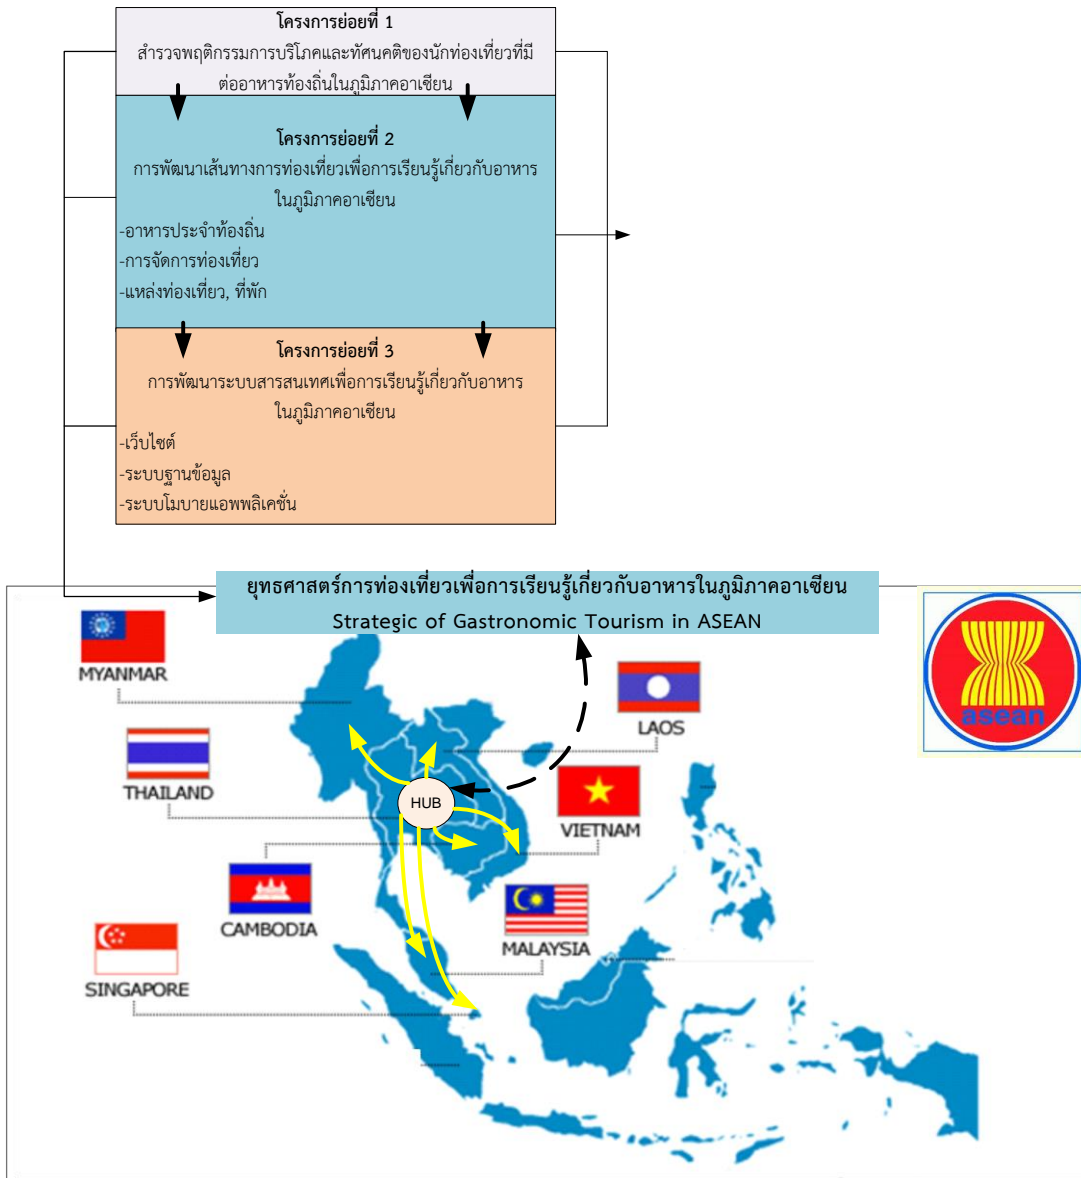 โครงการย่อยที่ 1
สำรวจพฤติกรรมการบริโภคและทัศนคติของนักท่องเที่ยวที่มี
ต่ออาหารท้องถิ่นในภูมิภาคอาเซียน
โครงการย่อยที่ 2
การพัฒนาเส้นทางการท่องเที่ยวเพื่อการเรียนรู้เกี่ยวกับอาหาร
ในภูมิภาคอาเซียน
-อาหารประจำท้องถิ่น
-การจัดการท่องเที่ยว
-แหล่งท่องเที่ยว, ที่พัก
โครงการย่อยที่ 3
การพัฒนาระบบสารสนเทศเพื่อการเรียนรู้เกี่ยวกับอาหาร
ในภูมิภาคอาเซียน
-เว็บไซต์
-ระบบฐานข้อมูล
-ระบบโมบายแอพพลิเคชั่น
ยุทธศาสตร์การท่องเที่ยวเพื่อการเรียนรู้เกี่ยวกับอาหารในภูมิภาคอาเซียน
Strategic of Gastronomic Tourism in ASEAN
MYANMAR
LAOS
asean
THAILAND
HUB
VIETNAM
CAMBODIA
MALAYSIA
SINGAPORE